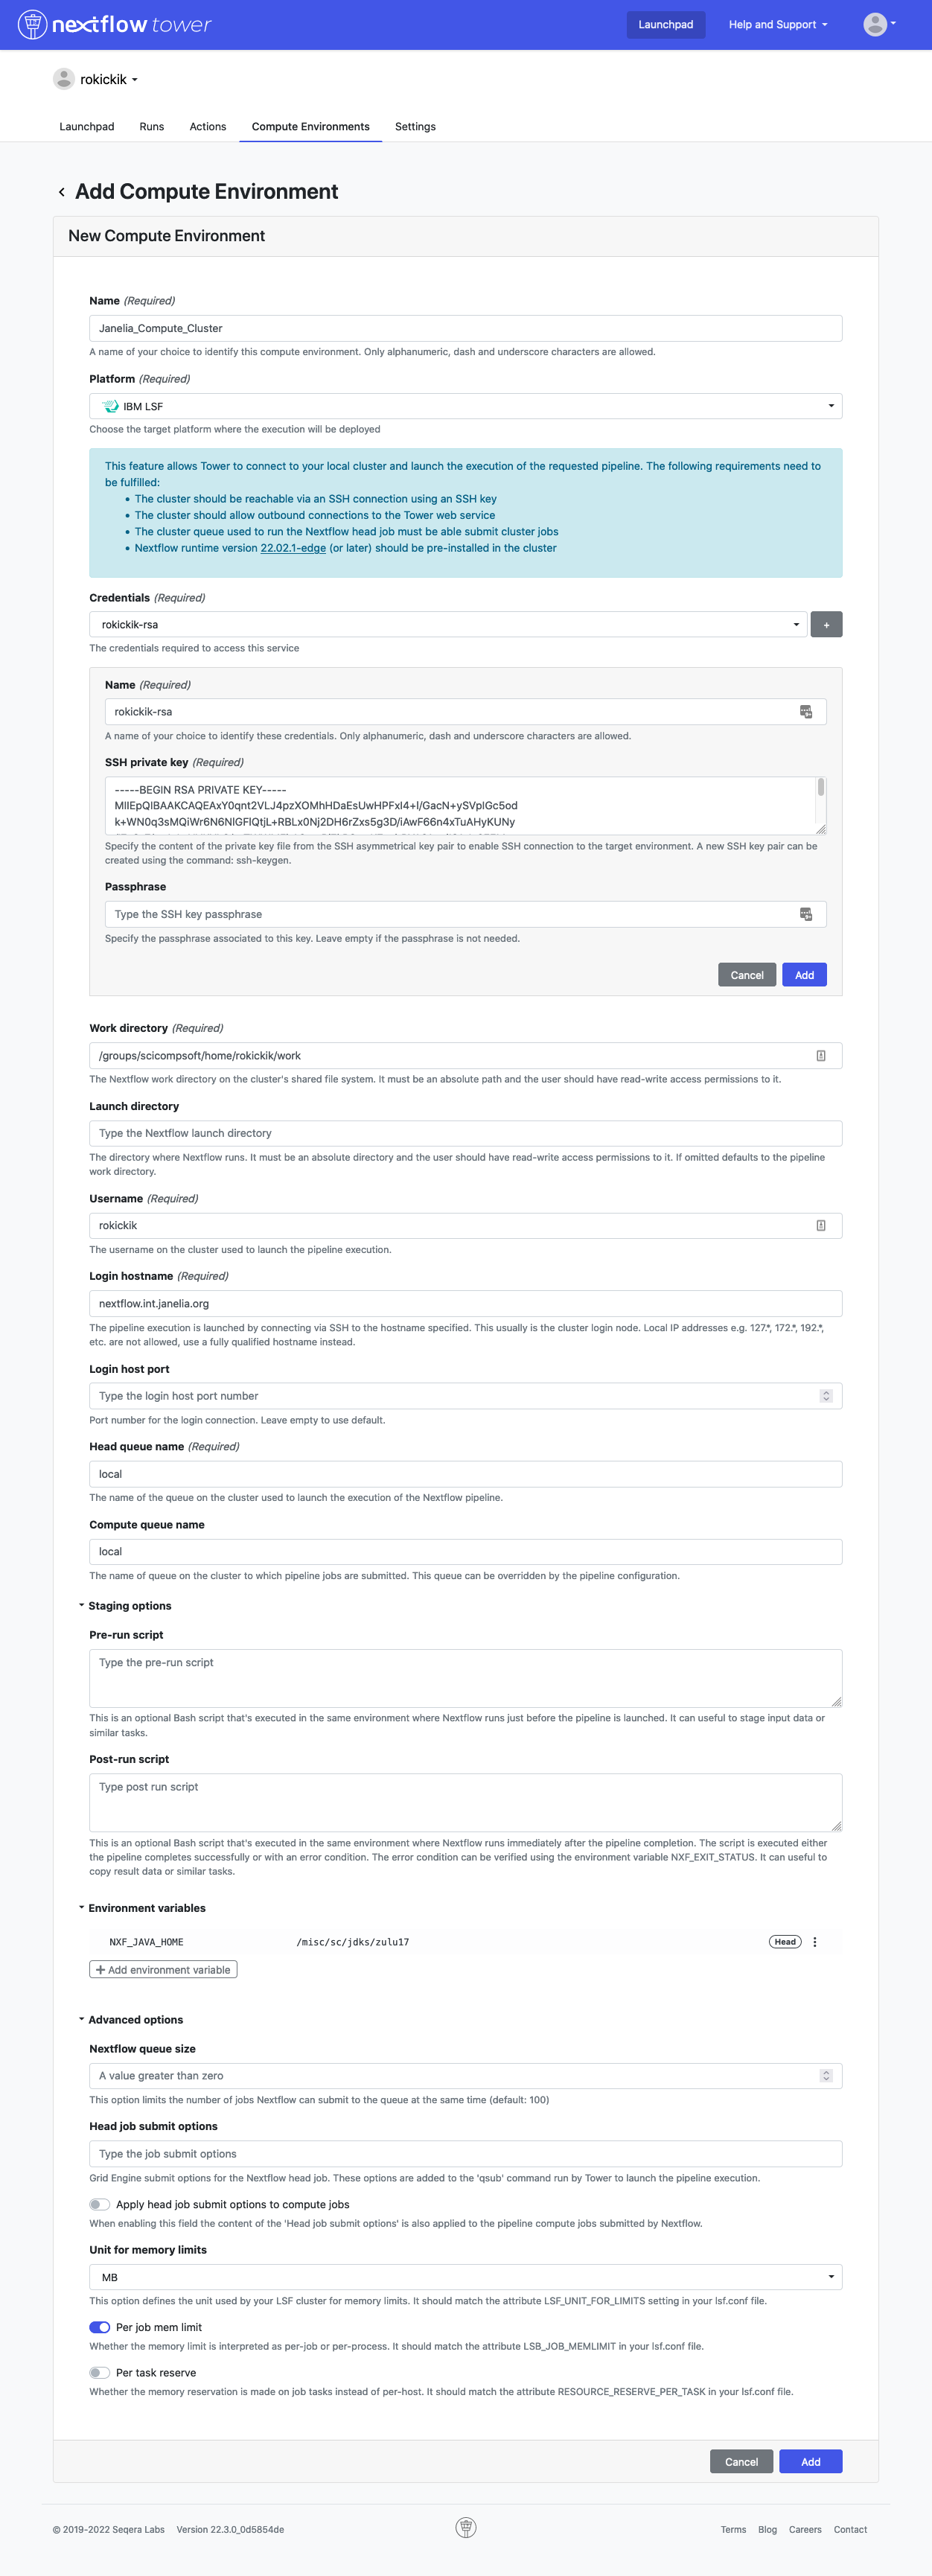 nextflow tower
Launchpad
Help and Support
rokickik
Launchpad Runs Actions Compute Environments Settings
Add Compute Environment
New Compute Environment
Name (Required)
Janelia_Compute_Cluster
A name of your choice to identify this compute environment. Only alphanumeric, dash and underscore characters are allowed.
Platform (Required)
IBM LSF
Choose the target platform where the execution will be deployed
This feature allows Tower to connect to your local cluster and launch the execution of the requested pipeline. The following requirements need to
be fulfilled:
• The cluster should be reachable via an SSH connection using an SSH key
• The cluster should allow outbound connections to the Tower web service
• The cluster queue used to run the Nextflow head job must be able submit cluster jobs
• Nextflow runtime version 22.02.1-edge (or later) should be pre-installed in the cluster
Credentials (Required)
rokickik-rsa
+
The credentials required to access this service
Name (Required)
rokickik-rsa
A name of your choice to identify these credentials. Only alphanumeric, dash and underscore characters are allowed.
SSH private key (Required)
-----BEGIN RSA PRIVATE KEY-----
Specify the content of the private key file from the SSH asymmetrical key pair to enable SSH connection to the target environment. A new SSH key pair can be
created using the command: ssh-keygen.
Passphrase
Type the SSH key passphrase
Specify the passphrase associated to this key. Leave empty if the passphrase is not needed.
Cancel Add
Work directory (Required)
/groups/scicompsoft/home/rokickik/work
The Nextflow work directory on the cluster's shared file system. It must be an absolute path and the user should have read-write access permissions to it.
Launch directory
Type the Nextflow launch directory
The directory where Nextflow runs. It must be an absolute directory and the user should have read-write access permissions to it. If omitted defaults to the pipeline
work directory.
Username (Required)
rokickik
The username on the cluster used to launch the pipeline execution.
Login hostname (Required)
nextflow.int.janelia.org
The pipeline execution is launched by connecting via SSH to the hostname specified. This usually is the cluster login node. Local IP addresses e.g. 127.*, 172.*, 192.*,
etc. are not allowed, use a fully qualified hostname instead.
Login host port
Type the login host port number
Port number for the login connection. Leave empty to use default.
Head queue name (Required)
local
The name of the queue on the cluster used to launch the execution of the Nextflow pipeline.
Compute queue name
local
The name of queue on the cluster to which pipeline jobs are submitted. This queue can be overridden by the pipeline configuration.
Staging options
Pre-run script
Type the pre-run script
This is an optional Bash script that's executed in the same environment where Nextflow runs just before the pipeline is launched. It can useful to stage input data or
similar tasks.
Post-run script
Type post run script
This is an optional Bash script that's executed in the same environment where Nextflow runs immediately after the pipeline completion. The script is executed either
the pipeline completes successfully or with an error condition. The error condition can be verified using the environment variable NXF_EXIT_STATUS. It can useful to
copy result data or similar tasks.
Environment variables
NXF_JAVA_HOME /misc/sc/jdks/zulu17 Head
+ Add environment variable
Advanced options
Nextflow queue size
A value greater than zero
This option limits the number of jobs Nextflow can submit to the queue at the same time (default: 100)
Head job submit options
Type the job submit options
Grid Engine submit options for the Nextflow head job. These options are added to the 'qsub' command run by Tower to launch the pipeline execution.
Apply head job submit options to compute jobs
When enabling this field the content of the 'Head job submit options' is also applied to the pipeline compute jobs submitted by Nextflow.
Unit for memory limits
MB
This option defines the unit used by your LSF cluster for memory limits. It should match the attribute LSF_UNIT_FOR_LIMITS setting in your lsf.conf file.
Per job mem limit
Whether the memory limit is interpreted as per-job or per-process. It should match the attribute LSB_JOB_MEMLIMIT in your lsf.conf file.
Per task reserve
Whether the memory reservation is made on job tasks instead of per-host. It should match the attribute RESOURCE_RESERVE_PER_TASK in your lsf.conf file.
Cancel Add
© 2019-2022 Seqera Labs Version 22.3.0_0d5854de
Terms Blog Careers Contact